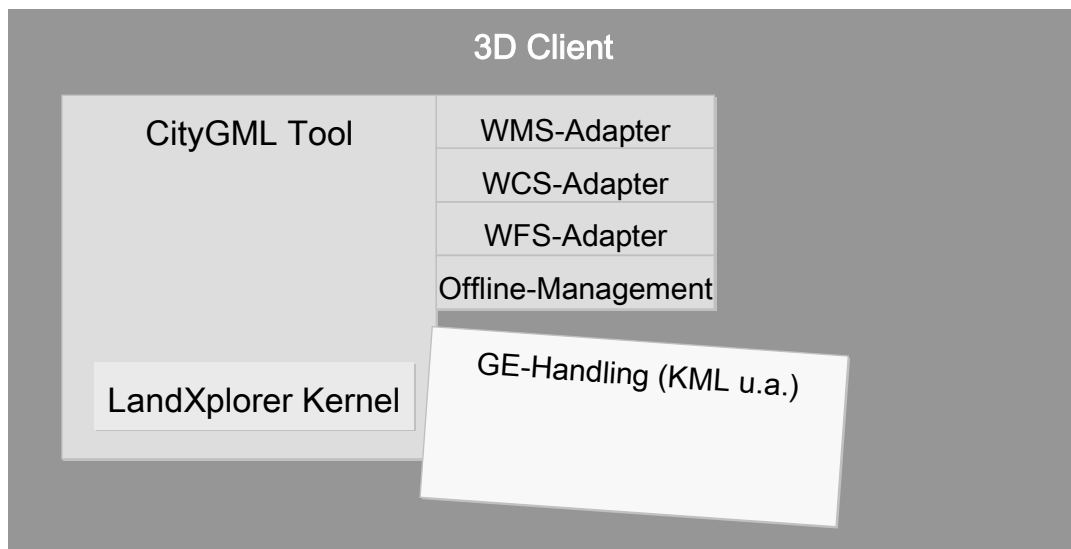 3D Client
CityGML Tool
WMS-Adapter
WCS-Adapter
WFS-Adapter
Offline-Management
GE-Handling (KML u.a.)
LandXplorer Kernel